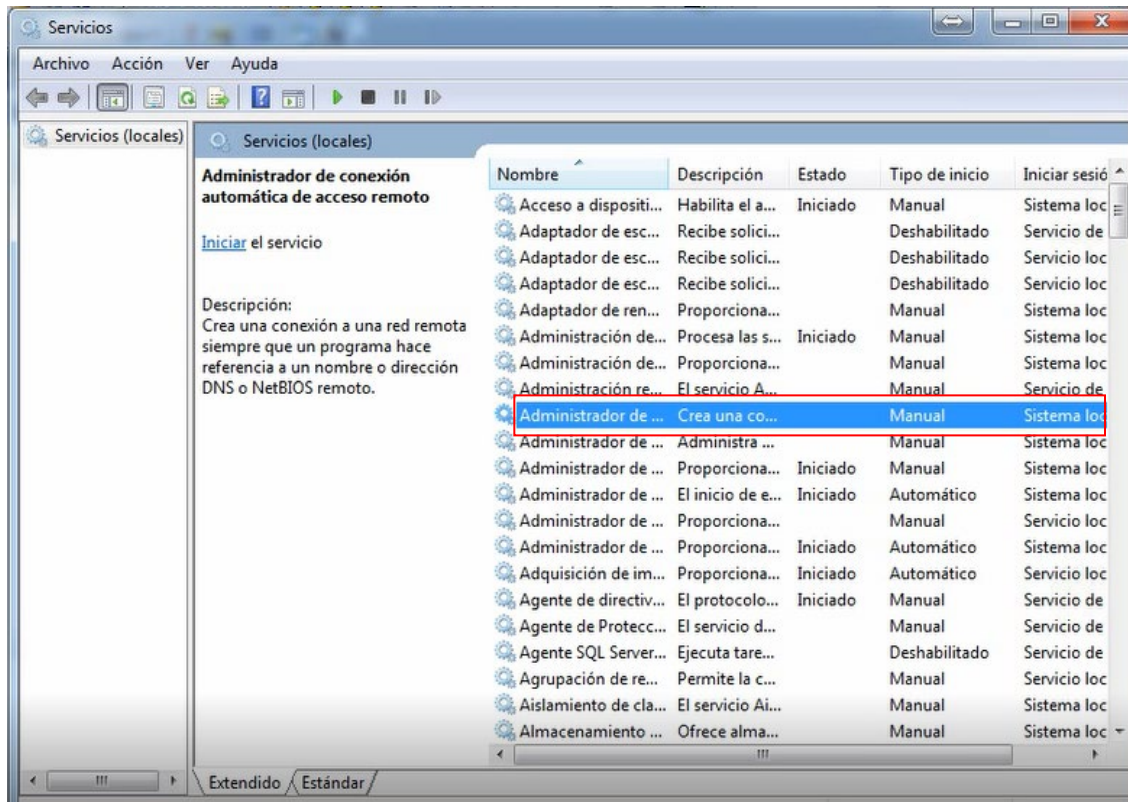 Servicios
Archivo Acción Ver Ayuda
Servicios (locales)
Servicios (locales)
Administrador de conexión
automática de acceso remoto
Iniciar el servicio
Descripción:
Crea una conexión a una red remota
siempre que un programa hace
referencia a un nombre o dirección
DNS o NetBIOS remoto.
Nombre Descripción Estado Tipo de inicio Iniciar sesió
Acceso a dispositi... Habilita el a... Iniciado Manual Sistema loc
Adaptador de esc... Recibe solici... Deshabilitado Servicio de
Adaptador de esc... Recibe solici... Deshabilitado Servicio loc
Adaptador de esc... Recibe solici... Deshabilitado Servicio loc
Adaptador de ren... Proporciona... Manual Sistema loc
Administración de... Procesa las s... Iniciado Manual Sistema loc
Administración de... Proporciona... Manual Sistema loc
Administración re... El servicio A... Manual Servicio de
Administrador de ... Crea una co... Manual Sistema loc
Administrador de ... Administra ... Manual Sistema loc
Administrador de ... Proporciona... Iniciado Manual Sistema loc
Administrador de ... El inicio de e... Iniciado Automático Sistema loc
Administrador de ... Proporciona... Manual Servicio loc
Administrador de ... Proporciona... Iniciado Automático Sistema loc
Adquisición de im... Proporciona... Iniciado Automático Servicio loc
Agente de directiv... El protocolo... Iniciado Manual Servicio de
Agente de Protecc... El servicio d... Manual Servicio de
Agente SQL Server... Ejecuta tare... Deshabilitado Servicio de
Agrupación de re... Permite la c... Manual Servicio loc
Aislamiento de cla... El servicio Ai... Manual Sistema loc
Almacenamiento ... Ofrece alma... Manual Sistema loc
Extendido Estándar